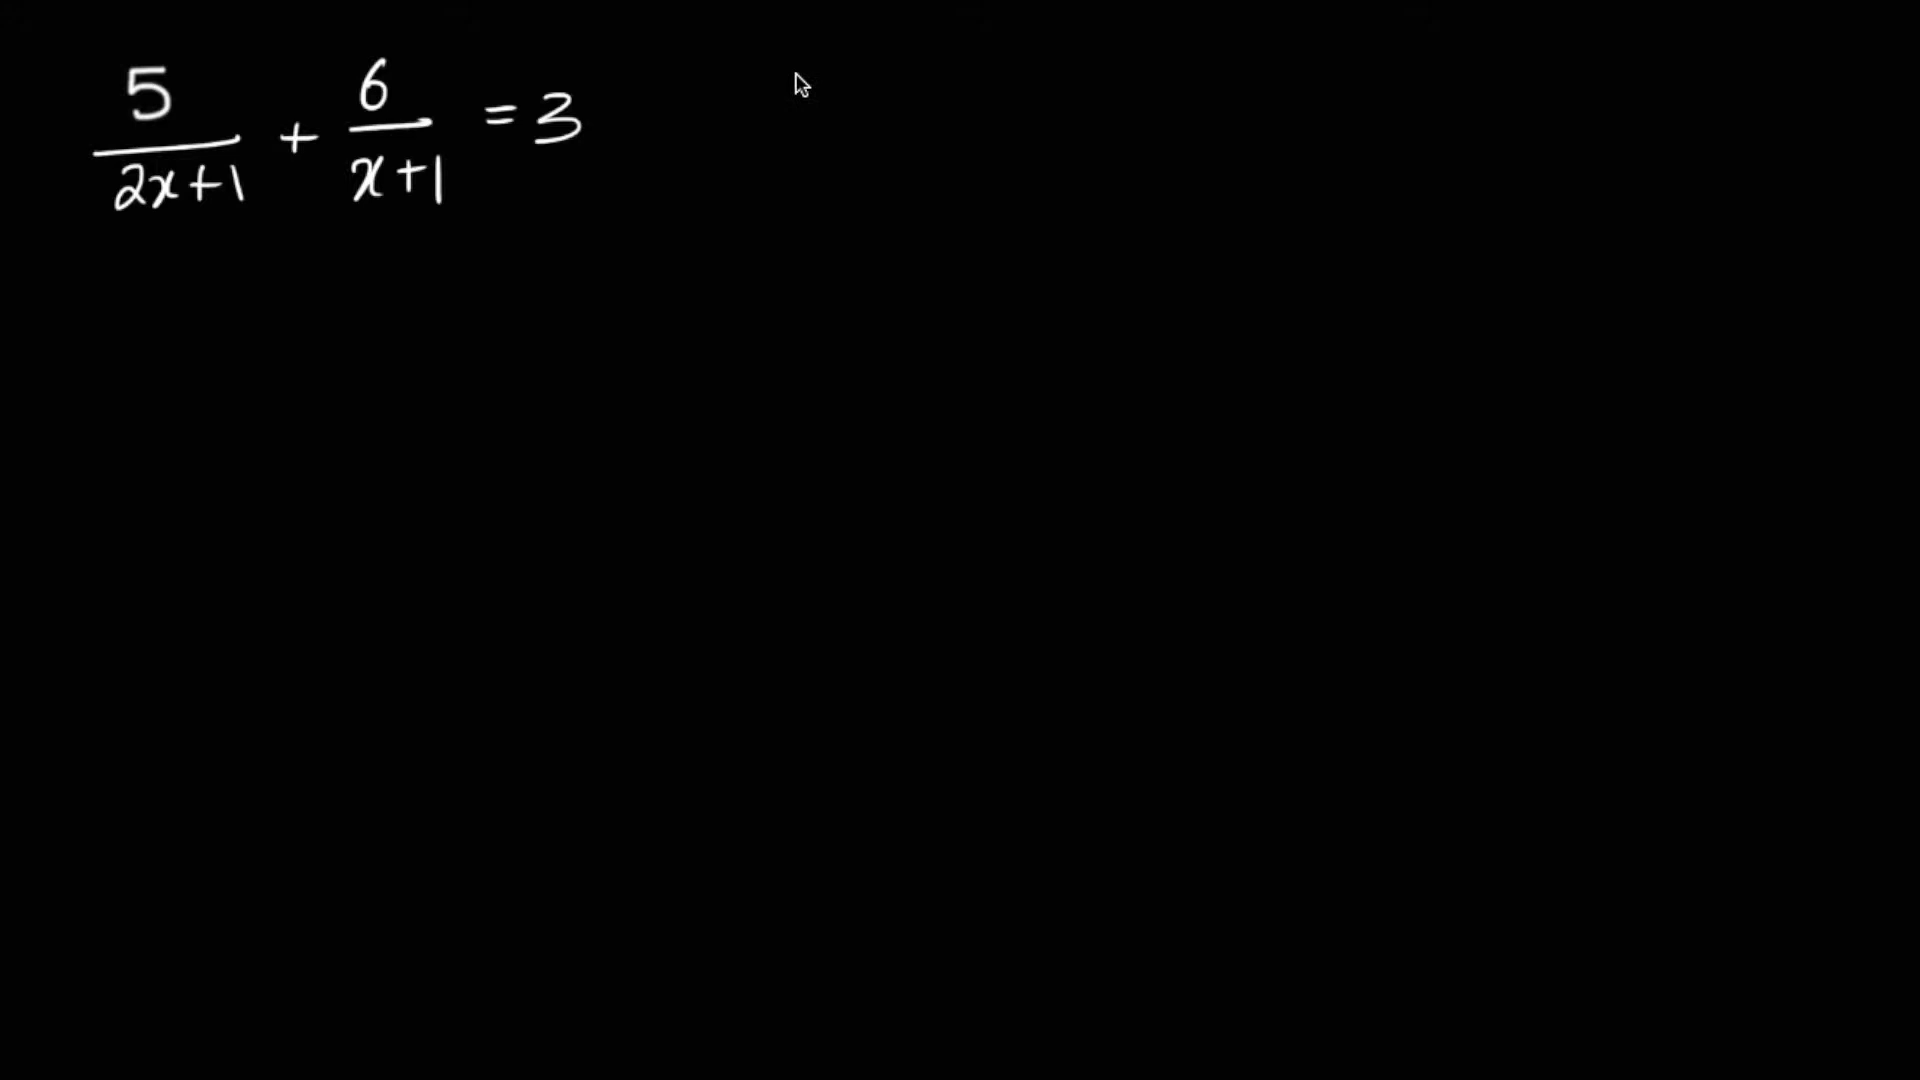 5/(2x+1) + 6/(x+1) = 3